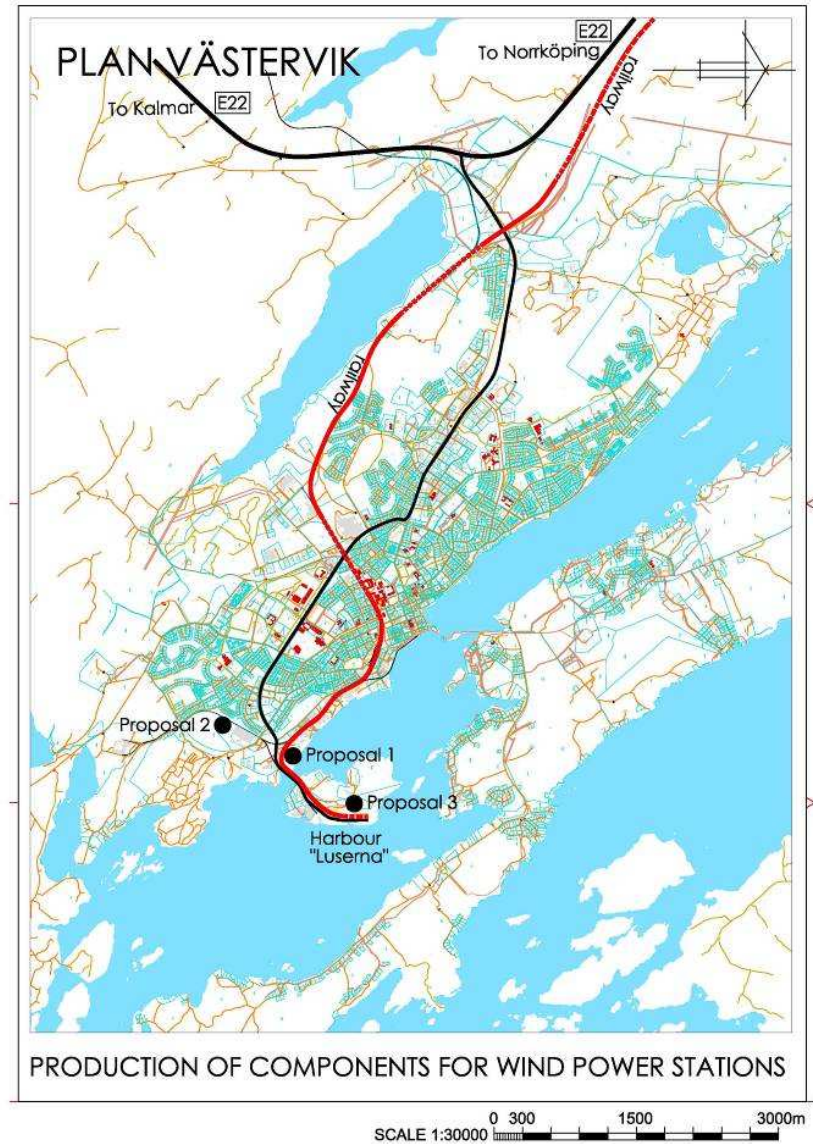 PLAN VÄSTERVIK
To Kalmar E22
E22
To Norrköping
railway
railway
Proposal 2
Proposal 1
Proposal 3
Harbour
"Luserna"
PRODUCTION OF COMPONENTS FOR WIND POWER STATIONS
0 300 1500 3000m
SCALE 1:30000